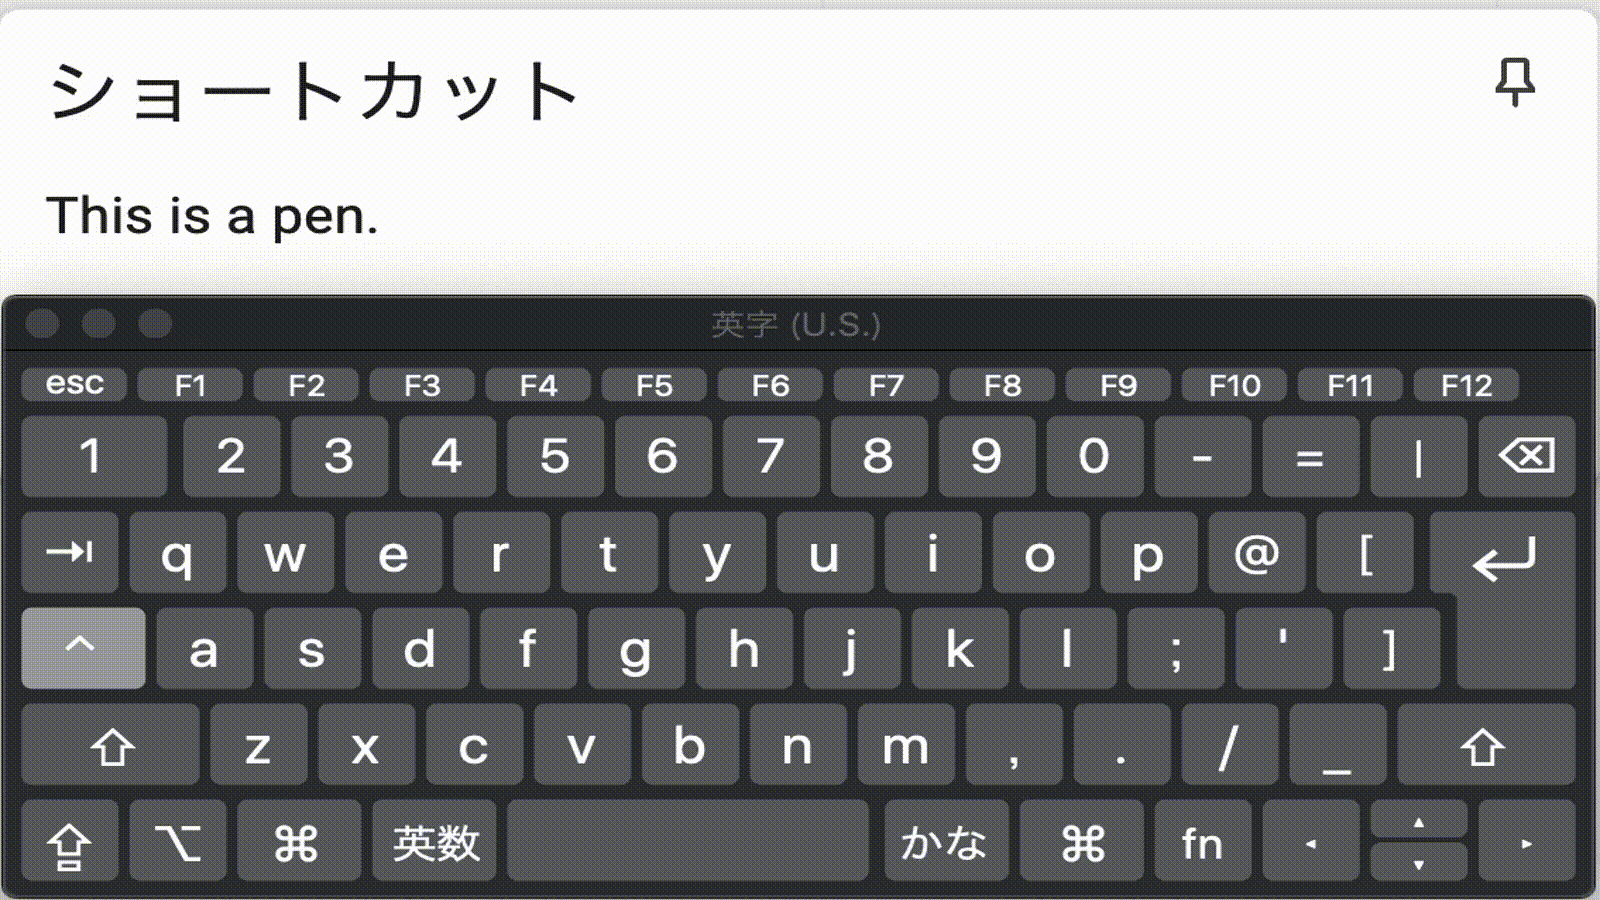 ショートカット
This is a pen.
英字 (U.S.)
esc F1 F2 F3 F4 F5 F6 F7 F8 F9 F10 F11 F12
1 2 3 4 5 6 7 8 9 0 - = |
q w e r t y u i o p @ [
^ a s d f g h j k l ; ' ]
z x c v b n m , . / _
英数 かな fn